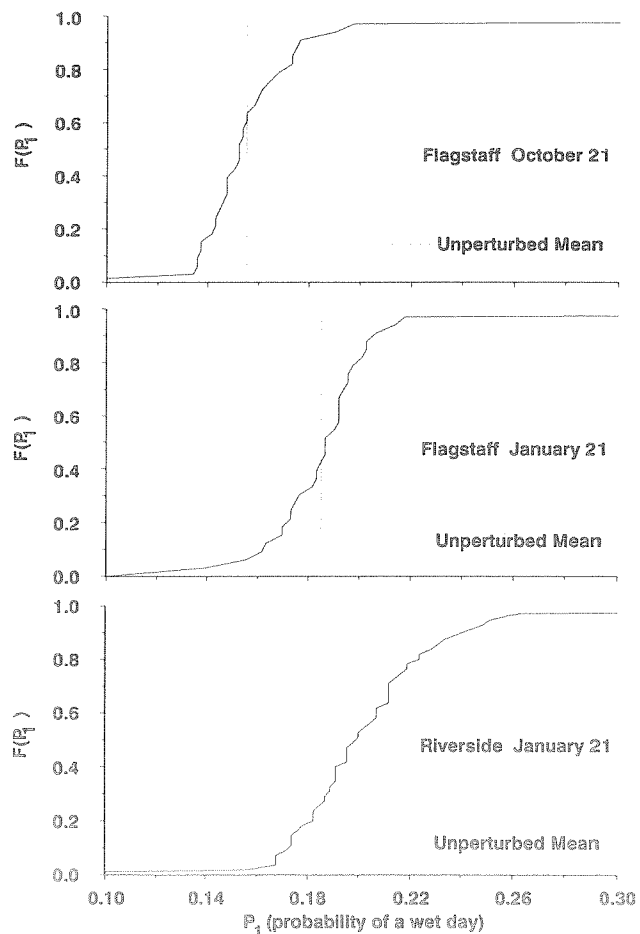 1.0
0.8
0.6
0.4
0.2
0.0
F(P1)
Flagstaff October 21
Unperturbed Mean
1.0
0.8
0.6
0.4
0.2
0.0
F(P1)
Flagstaff January 21
Unperturbed Mean
1.0
0.8
0.6
0.4
0.2
0.0
F(P1)
Riverside January 21
Unperturbed Mean
0.10 0.14 0.18 0.22 0.26 0.30
P1 (probability of a wet day)